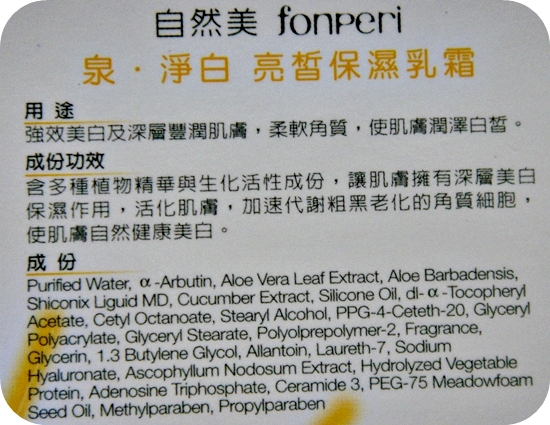 自然美 fonperi
泉・淨白 亮皙保濕乳霜
用途
強效美白及深層豐潤肌膚，柔軟角質，使肌膚潤澤白皙。
成份功效
含多種植物精華與生化活性成份，讓肌膚擁有深層美白
保濕作用，活化肌膚，加速代謝粗黑老化的角質細胞，
使肌膚自然健康美白。
成份
Purified Water, α-Arbutin, Aloe Vera Leaf Extract, Aloe Barbadensis,
Shiconix Liguid MD, Cucumber Extract, Silicone Oil, dl-α-Tocopheryl
Acetate, Cetyl Octanoate, Stearyl Alcohol, PPG-4-Ceteth-20, Glyceryl
Polyacrylate, Glyceryl Stearate, Polyolprepolymer-2, Fragrance,
Glycerin, 1.3 Butylene Glycol, Allantoin, Laureth-7, Sodium
Hyaluronate, Ascophyllum Nodosum Extract, Hydrolyzed Vegetable
Protein, Adenosine Triphosphate, Ceramide 3, PEG-75 Meadowfoam
Seed Oil, Methylparaben, Propylparaben